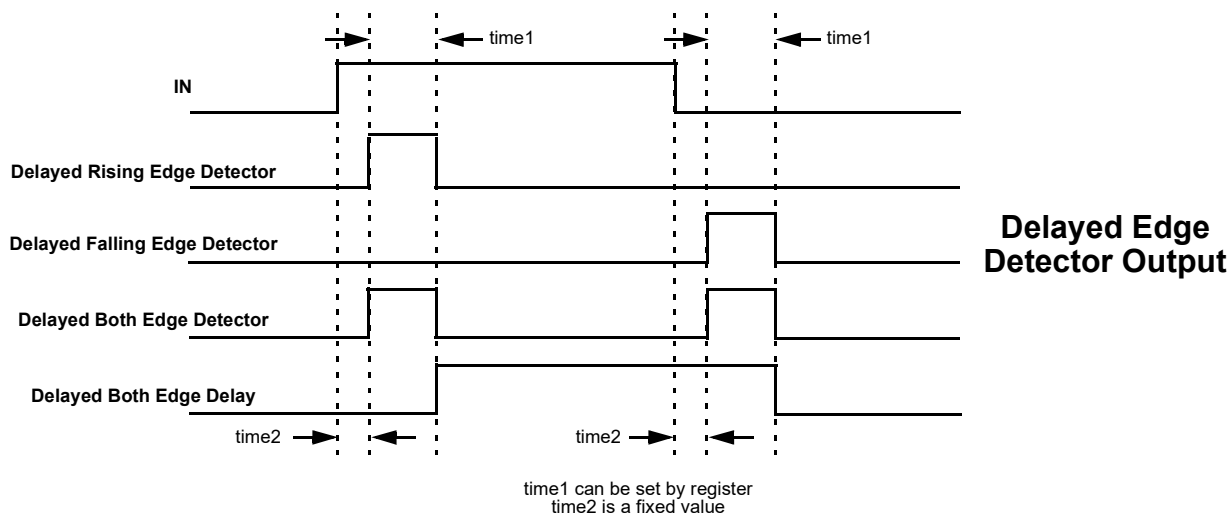 time1
time1
IN
Delayed Rising Edge Detector
Delayed Falling Edge Detector
Delayed Edge
Detector Output
Delayed Both Edge Detector
Delayed Both Edge Delay
time2
time2
time1 can be set by register
time2 is a fixed value